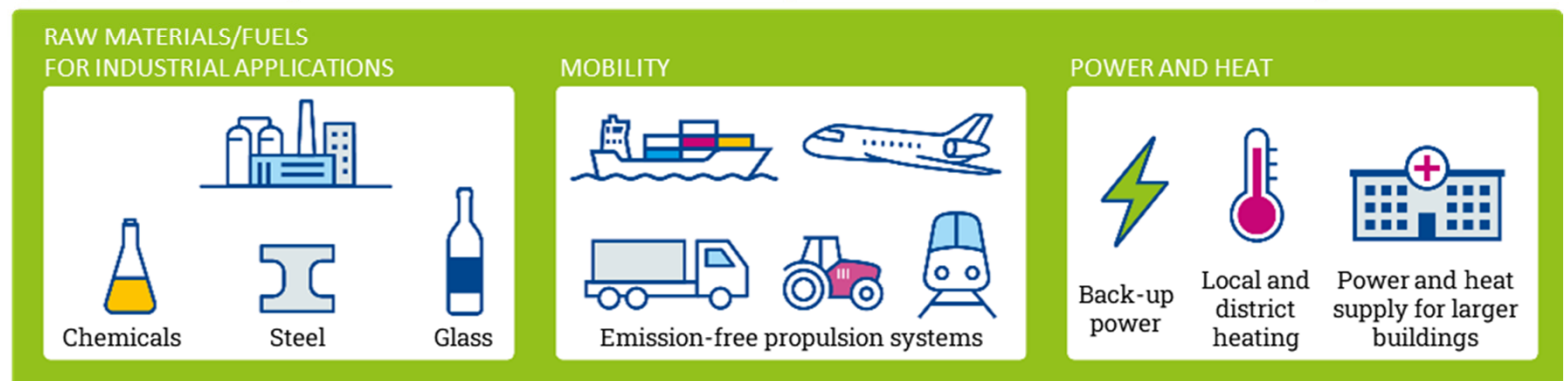 RAW MATERIALS/FUELS
FOR INDUSTRIAL APPLICATIONS
Chemicals
Steel
Glass
MOBILITY
Emission-free propulsion systems
POWER AND HEAT
Back-up
power
Local and
district
heating
Power and heat
supply for larger
buildings